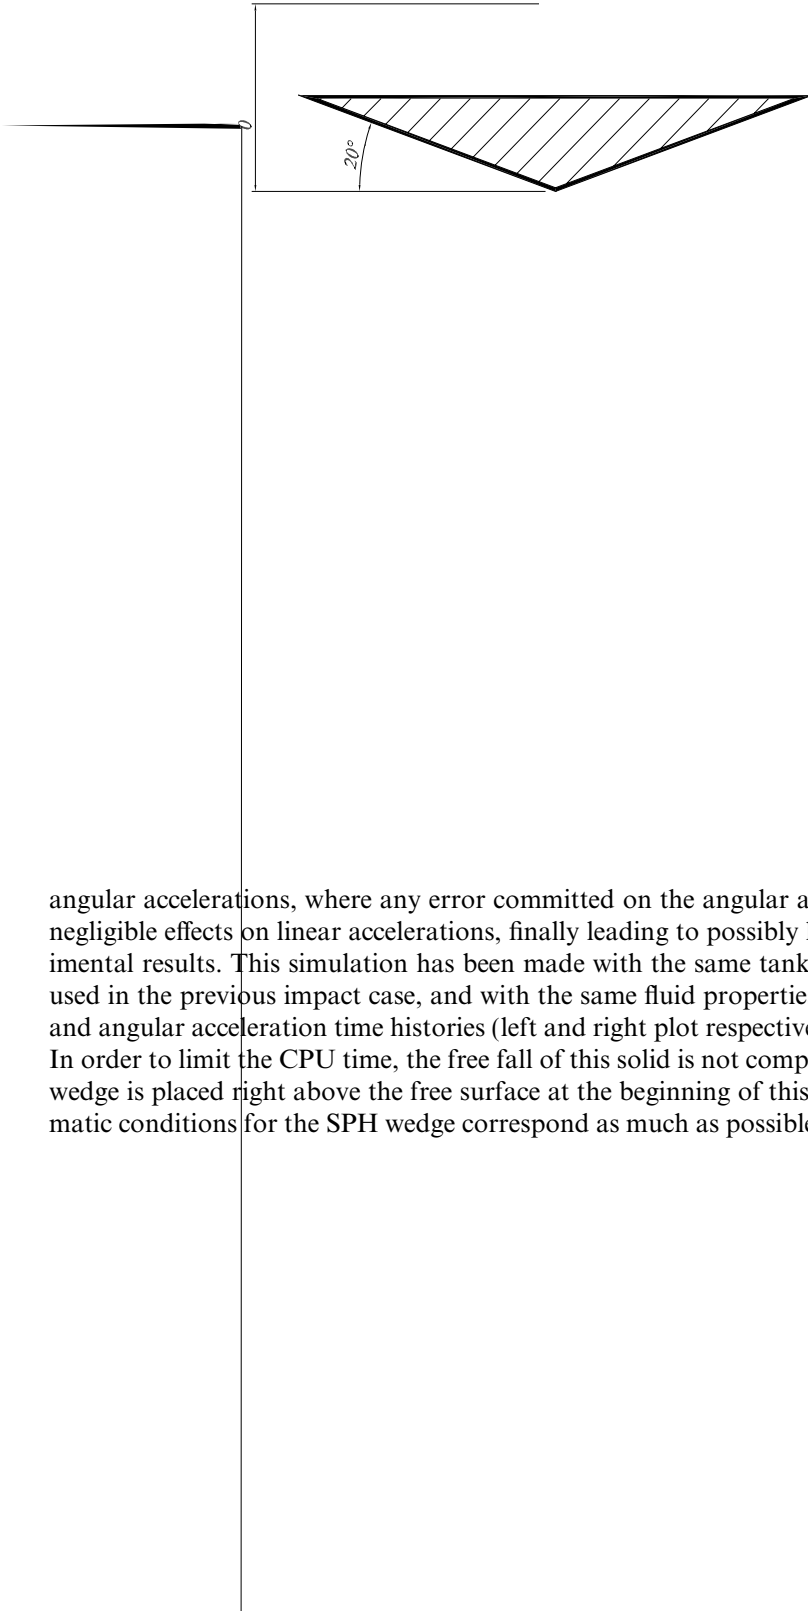 20°
angular accelerations, where any error committed on the angular a
negligible effects on linear accelerations, finally leading to possibly
imental results. This simulation has been made with the same tank
used in the previous impact case, and with the same fluid propertie
and angular acceleration time histories (left and right plot respective
In order to limit the CPU time, the free fall of this solid is not comp
wedge is placed right above the free surface at the beginning of this
matic conditions for the SPH wedge correspond as much as possible